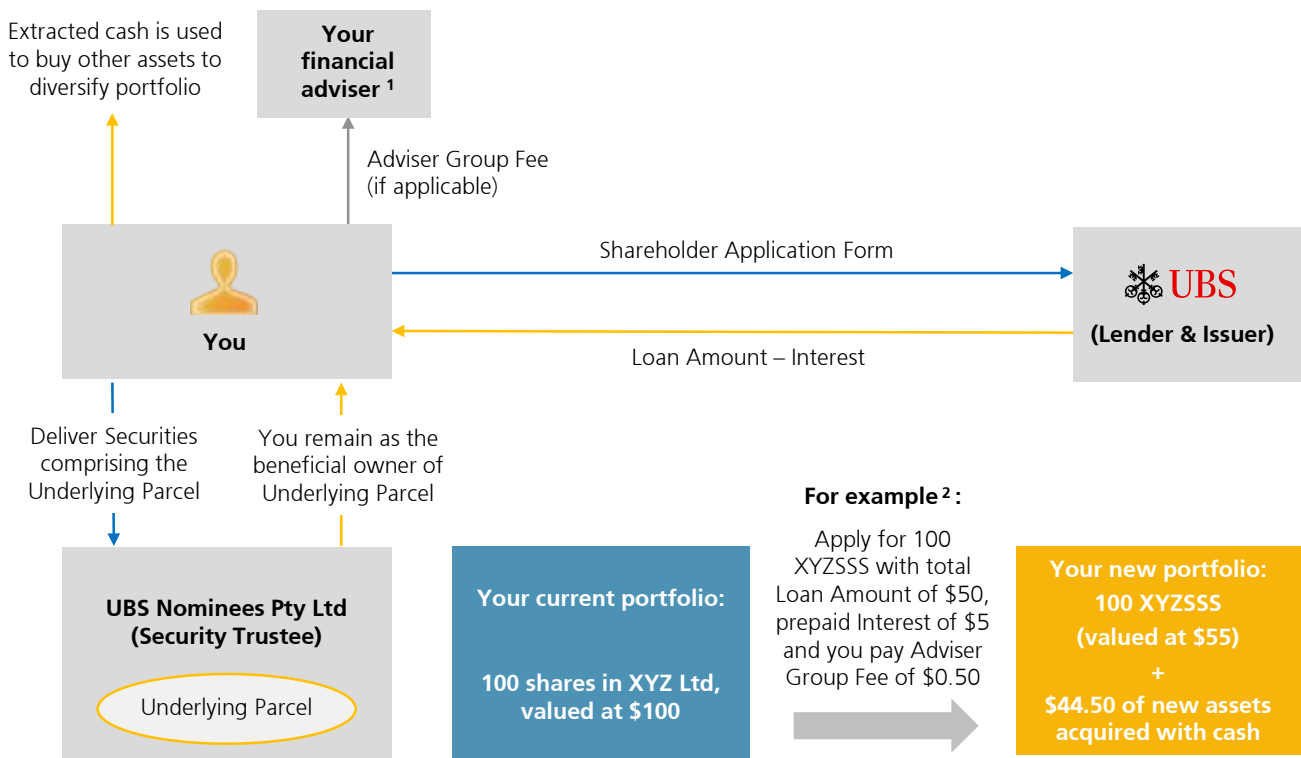 Extracted cash is used
to buy other assets to
diversify portfolio
Your
financial
adviser 1
Adviser Group Fee
(if applicable)
You
Shareholder Application Form
Loan Amount – Interest
UBS
(Lender & Issuer)
Deliver Securities
comprising the
Underlying Parcel
You remain as the
beneficial owner of
Underlying Parcel
UBS Nominees Pty Ltd
(Security Trustee)
Underlying Parcel
Your current portfolio:
100 shares in XYZ Ltd,
valued at $100
For example 2 :
Apply for 100
XYZSSS with total
Loan Amount of $50,
prepaid Interest of $5
and you pay Adviser
Group Fee of $0.50
Your new portfolio:
100 XYZSSS
(valued at $55)
+
$44.50 of new assets
acquired with cash